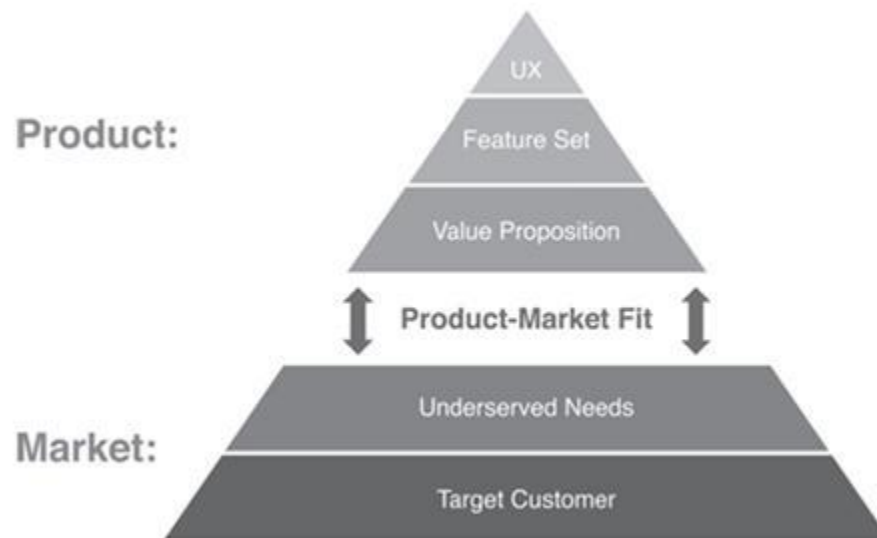 UX
Product:
Feature Set
Value Proposition
Product-Market Fit
Underserved Needs
Market:
Target Customer